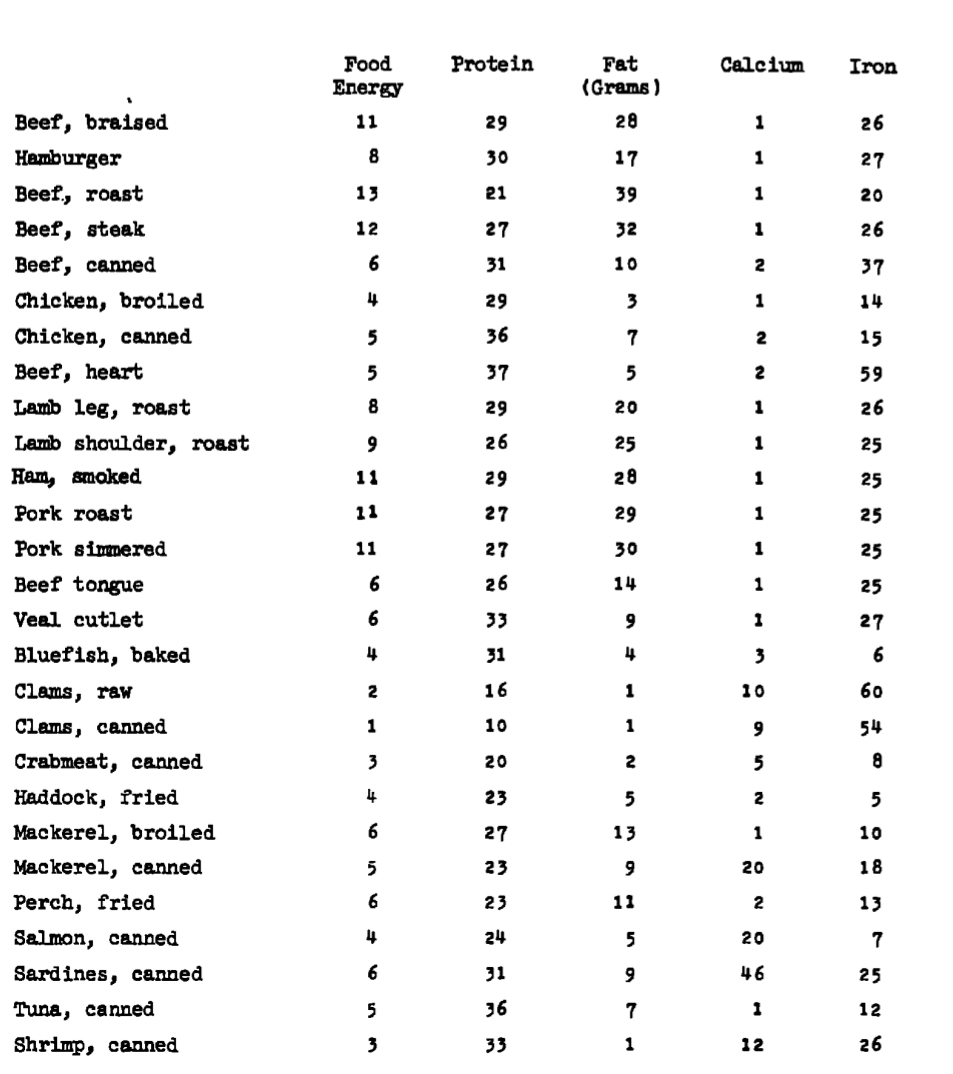 Food Protein Fat Calcium Iron
Energy (Grams)
Beef, braised 11 29 28 1 26
Hamburger 8 30 17 1 27
Beef, roast 13 21 39 1 20
Beef, steak 12 27 32 1 26
Beef, canned 6 31 10 2 37
Chicken, broiled 4 29 3 1 14
Chicken, canned 5 36 7 2 15
Beef, heart 5 37 5 2 59
Lamb leg, roast 8 29 20 1 26
Lamb shoulder, roast 9 26 25 1 25
Ham, smoked 11 29 28 1 25
Pork roast 11 27 29 1 25
Pork simmered 11 27 30 1 25
Beef tongue 6 26 14 1 25
Veal cutlet 6 33 9 1 27
Bluefish, baked 4 31 4 3 6
Clams, raw 2 16 1 10 60
Clams, canned 1 10 1 9 54
Crabmeat, canned 3 20 2 5 8
Haddock, fried 4 23 5 2 5
Mackerel, broiled 6 27 13 1 10
Mackerel, canned 5 23 9 20 18
Perch, fried 6 23 11 2 13
Salmon, canned 4 24 5 20 7
Sardines, canned 6 31 9 46 25
Tuna, canned 5 36 7 1 12
Shrimp, canned 3 33 1 12 26